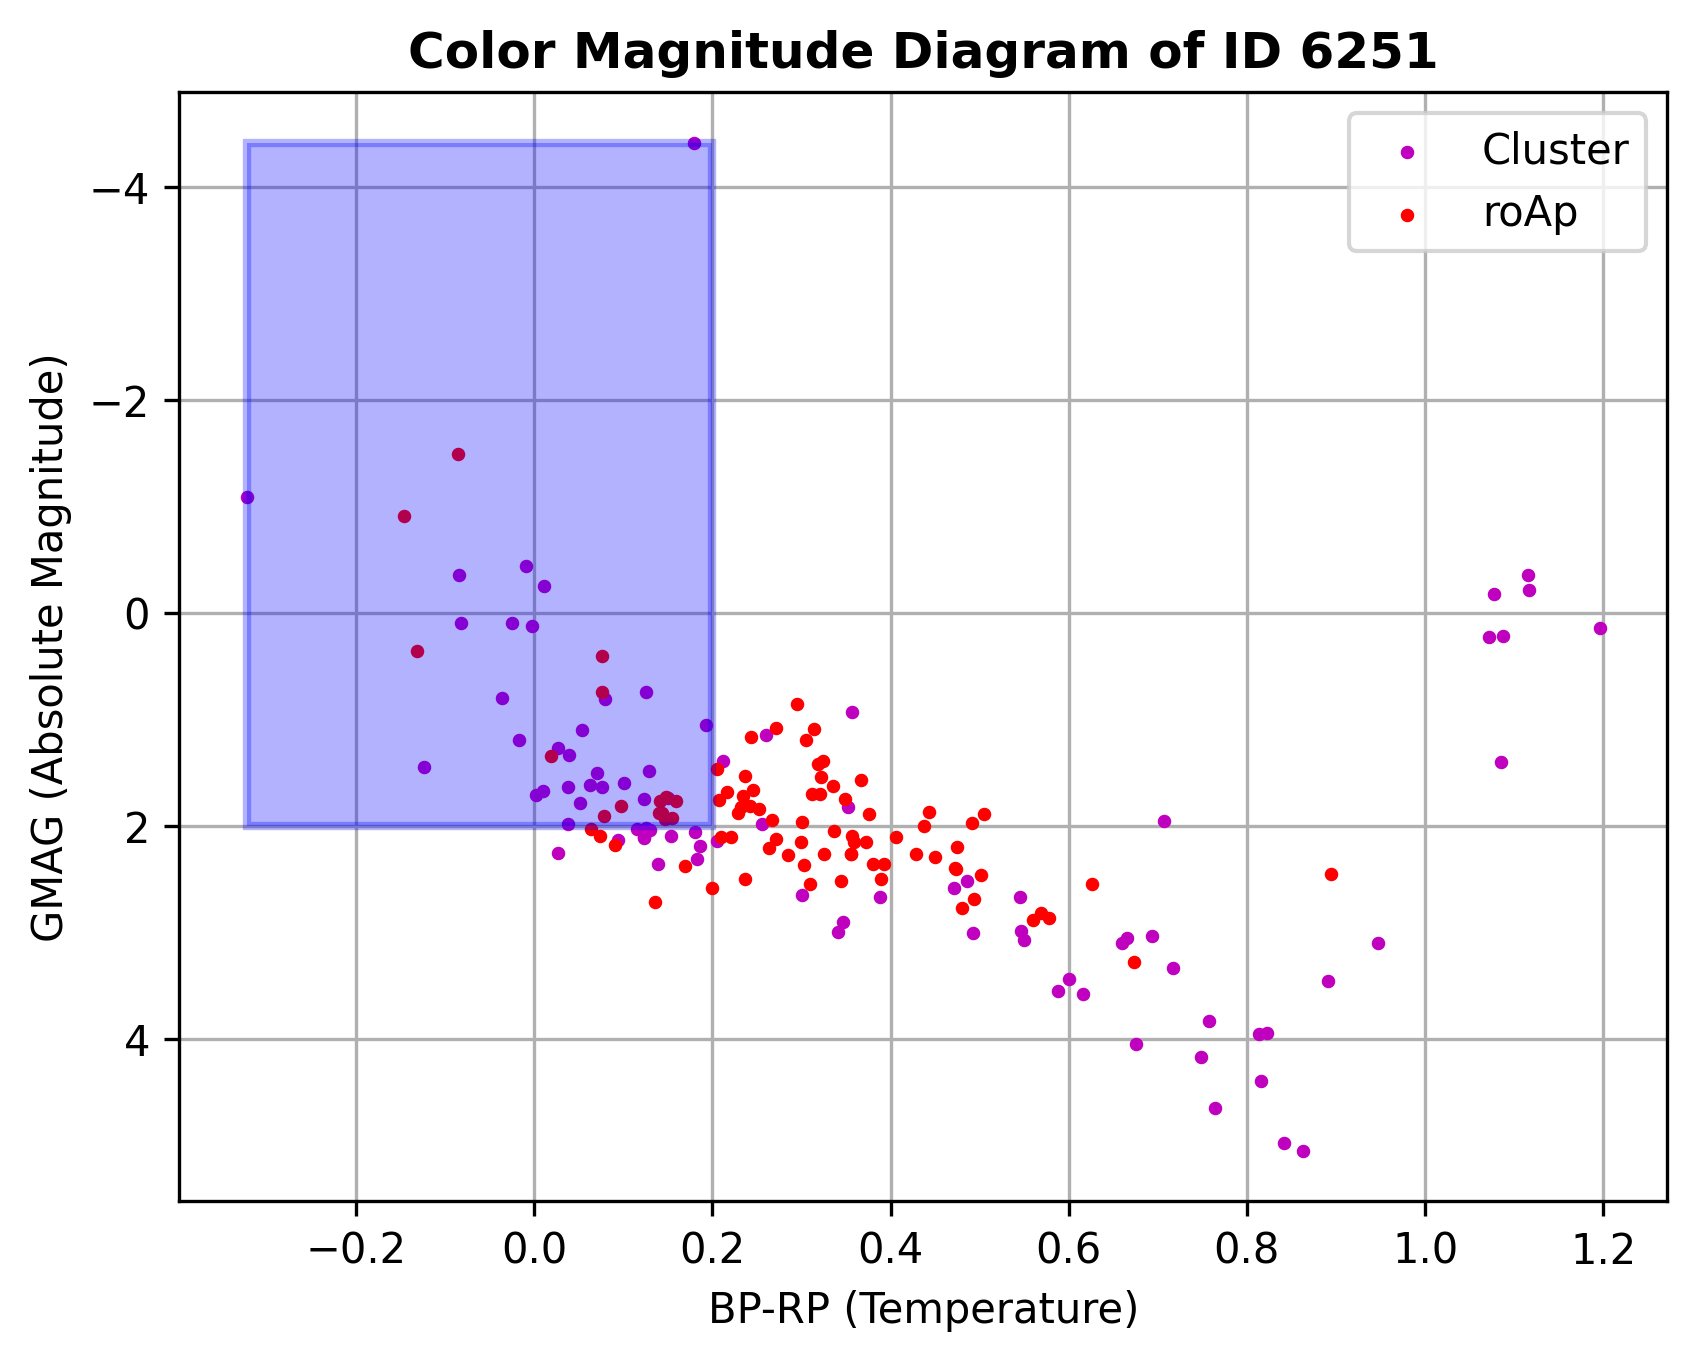 Color Magnitude Diagram of ID 6251
Cluster
roAp
GMAG (Absolute Magnitude)
−4
−2
0
2
4
−0.2 0.0 0.2 0.4 0.6 0.8 1.0 1.2
BP-RP (Temperature)